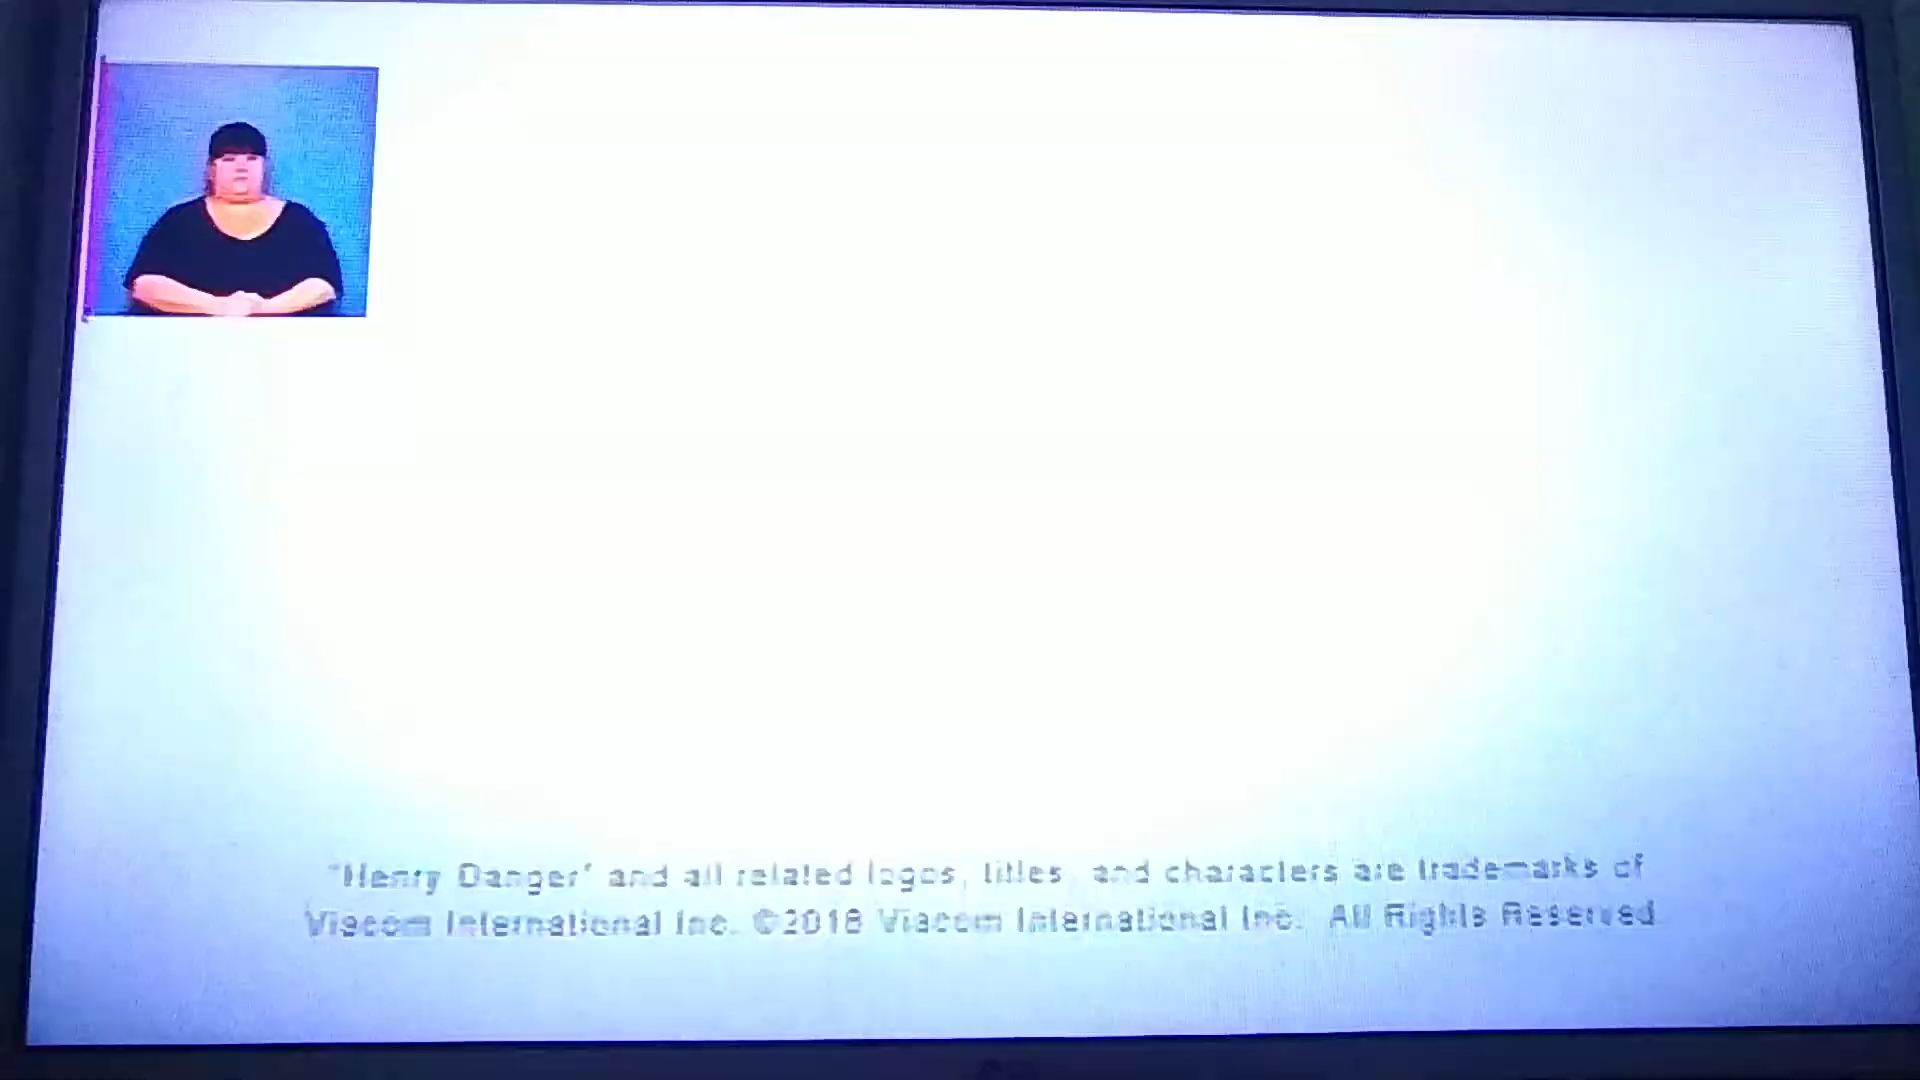 "Henry Danger" and all related logos, titles, and characters are trademarks of
Viacom International Inc. ©2018 Viacom International Inc. All Rights Reserved.